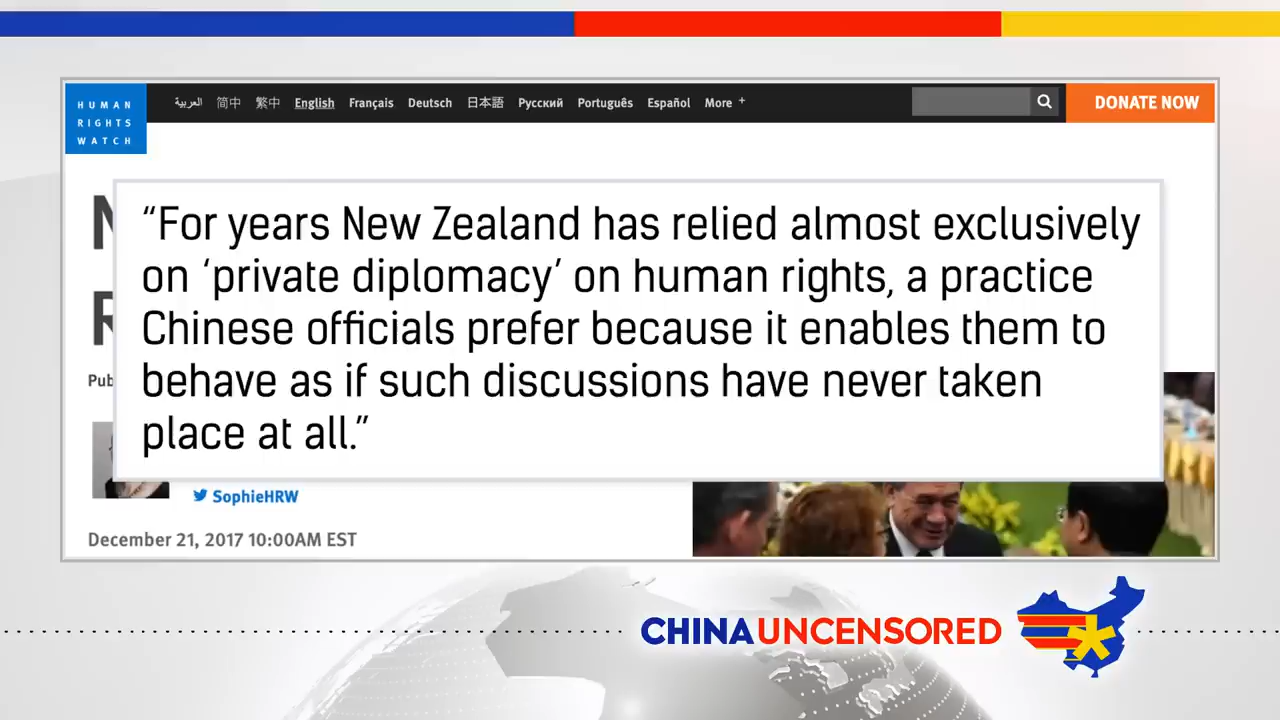 HUMAN
RIGHTS
WATCH
العربية 简中 繁中 English Français Deutsch 日本語 Русский Português Español More +
DONATE NOW
“For years New Zealand has relied almost exclusively
on ‘private diplomacy’ on human rights, a practice
Chinese officials prefer because it enables them to
behave as if such discussions have never taken
place at all.”
N
R
Pub
SophieHRW
December 21, 2017 10:00AM EST
CHINA UNCENSORED